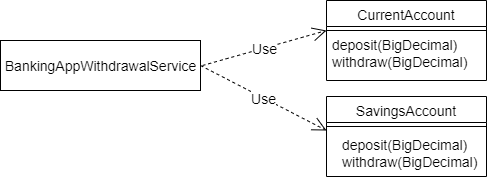 CurrentAccount
deposit(BigDecimal)
withdraw(BigDecimal)
Use
BankingAppWithdrawalService
Use
SavingsAccount
deposit(BigDecimal)
withdraw(BigDecimal)